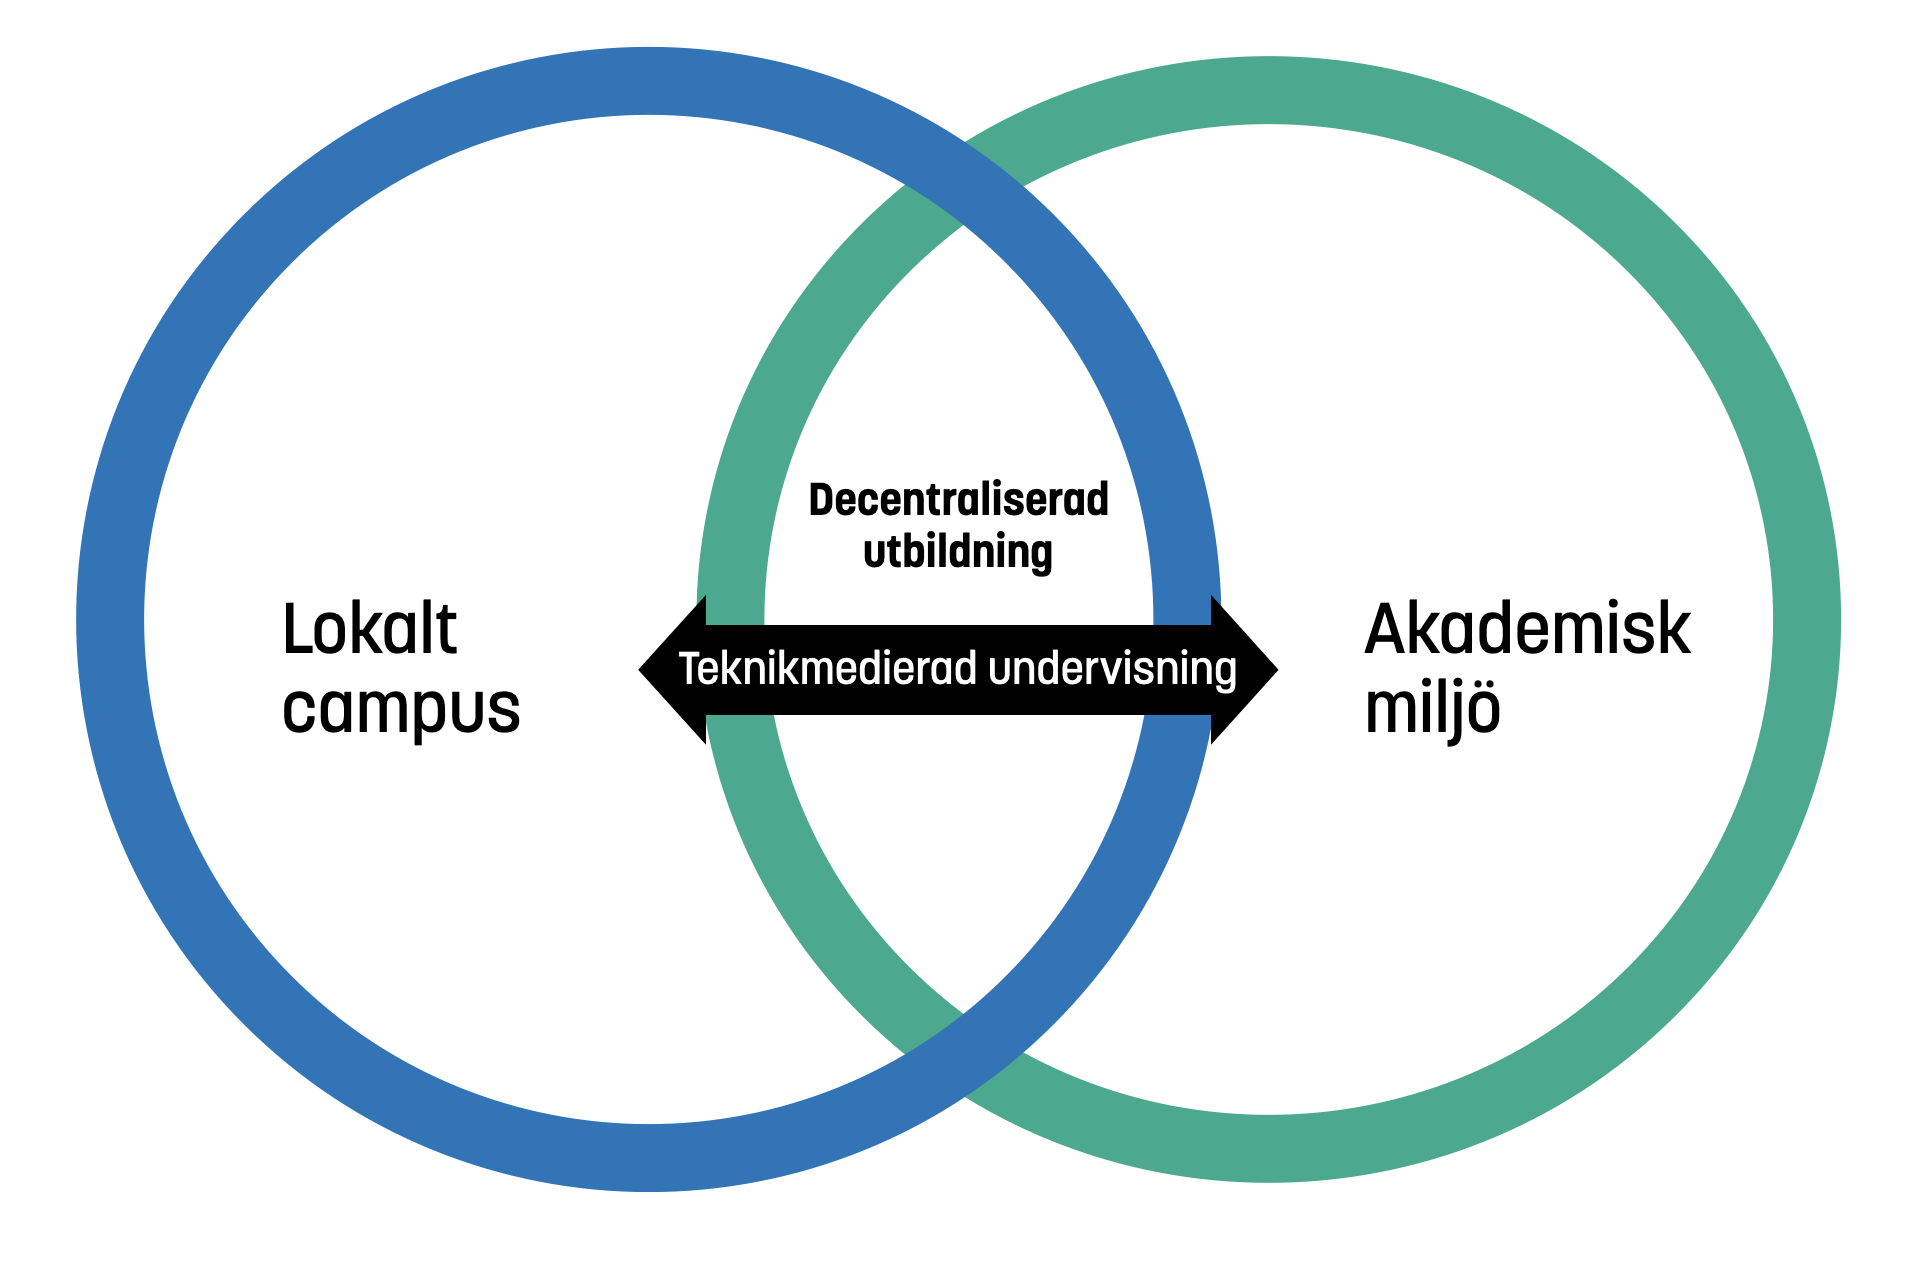 Lokalt
campus
Decentraliserad
utbildning
Teknikmedierad undervisning
Akademisk
miljö